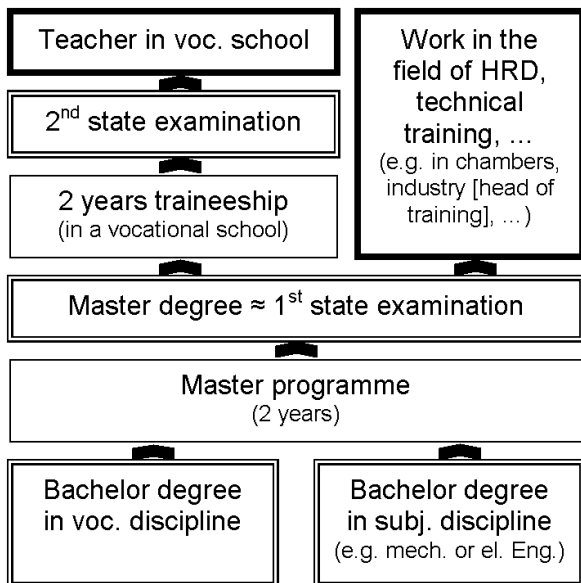 Teacher in voc. school
2nd state examination
2 years traineeship
(in a vocational school)
Work in the
field of HRD,
technical
training, ...
(e.g. in chambers,
industry [head of
training], ...)
Master degree ≈ 1st state examination
Master programme
(2 years)
Bachelor degree
in voc. discipline
Bachelor degree
in subj. discipline
(e.g. mech. or el. Eng.)